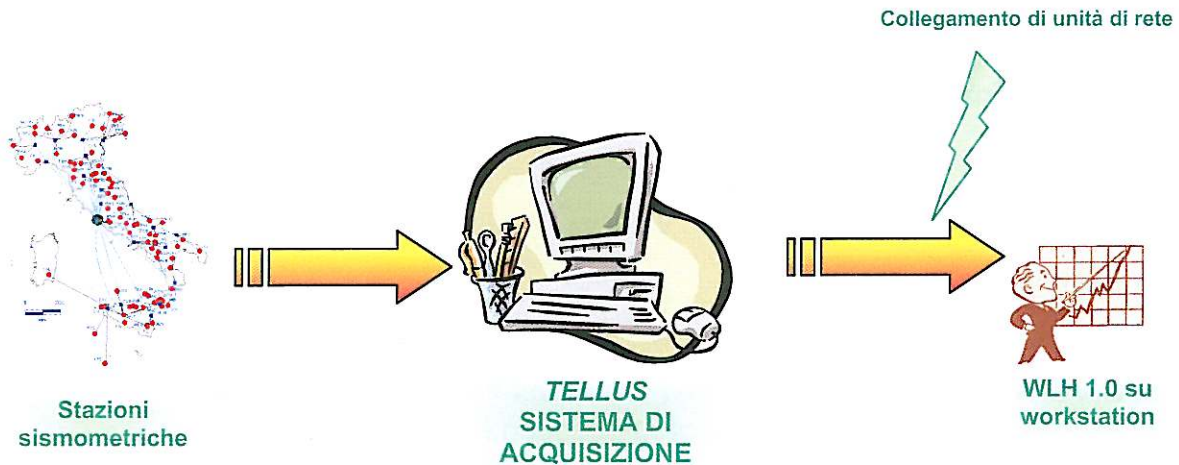 Collegamento di unità di rete
Stazioni
sismometriche
TELLUS
SISTEMA DI
ACQUISIZIONE
WLH 1.0 su
workstation